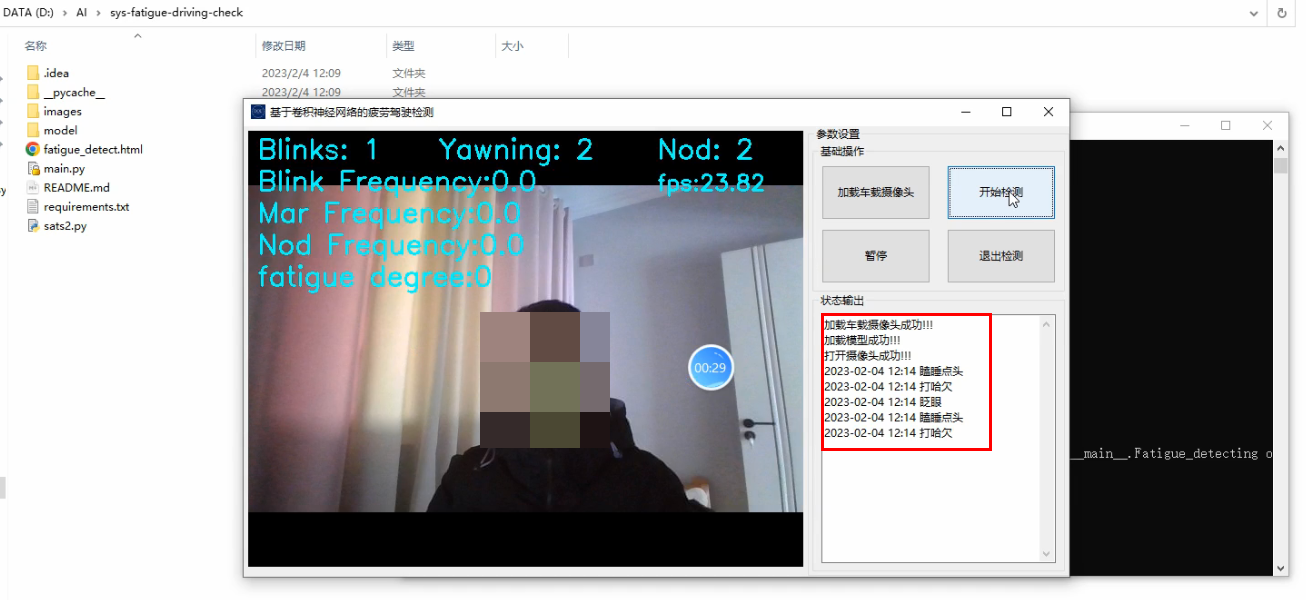 DATA (D:) › AI › sys-fatigue-driving-check
名称 修改日期 类型 大小
.idea 2023/2/4 12:09 文件夹
__pycache__ 2023/2/4 12:09 文件夹
images
model
fatigue_detect.html
main.py
README.md
requirements.txt
sats2.py
基于卷积神经网络的疲劳驾驶检测
Blinks: 1 Yawning: 2 Nod: 2
Blink Frequency:0.0 fps:23.82
Mar Frequency:0.0
Nod Frequency:0.0
fatigue degree:0
00:29
参数设置
基础操作
加载车载摄像头 开始检测
暂停 退出检测
状态输出
加载车载摄像头成功!!!
加载模型成功!!!
打开摄像头成功!!!
2023-02-04 12:14 瞌睡点头
2023-02-04 12:14 打哈欠
2023-02-04 12:14 眨眼
2023-02-04 12:14 瞌睡点头
2023-02-04 12:14 打哈欠
__main__.Fatigue_detecting o